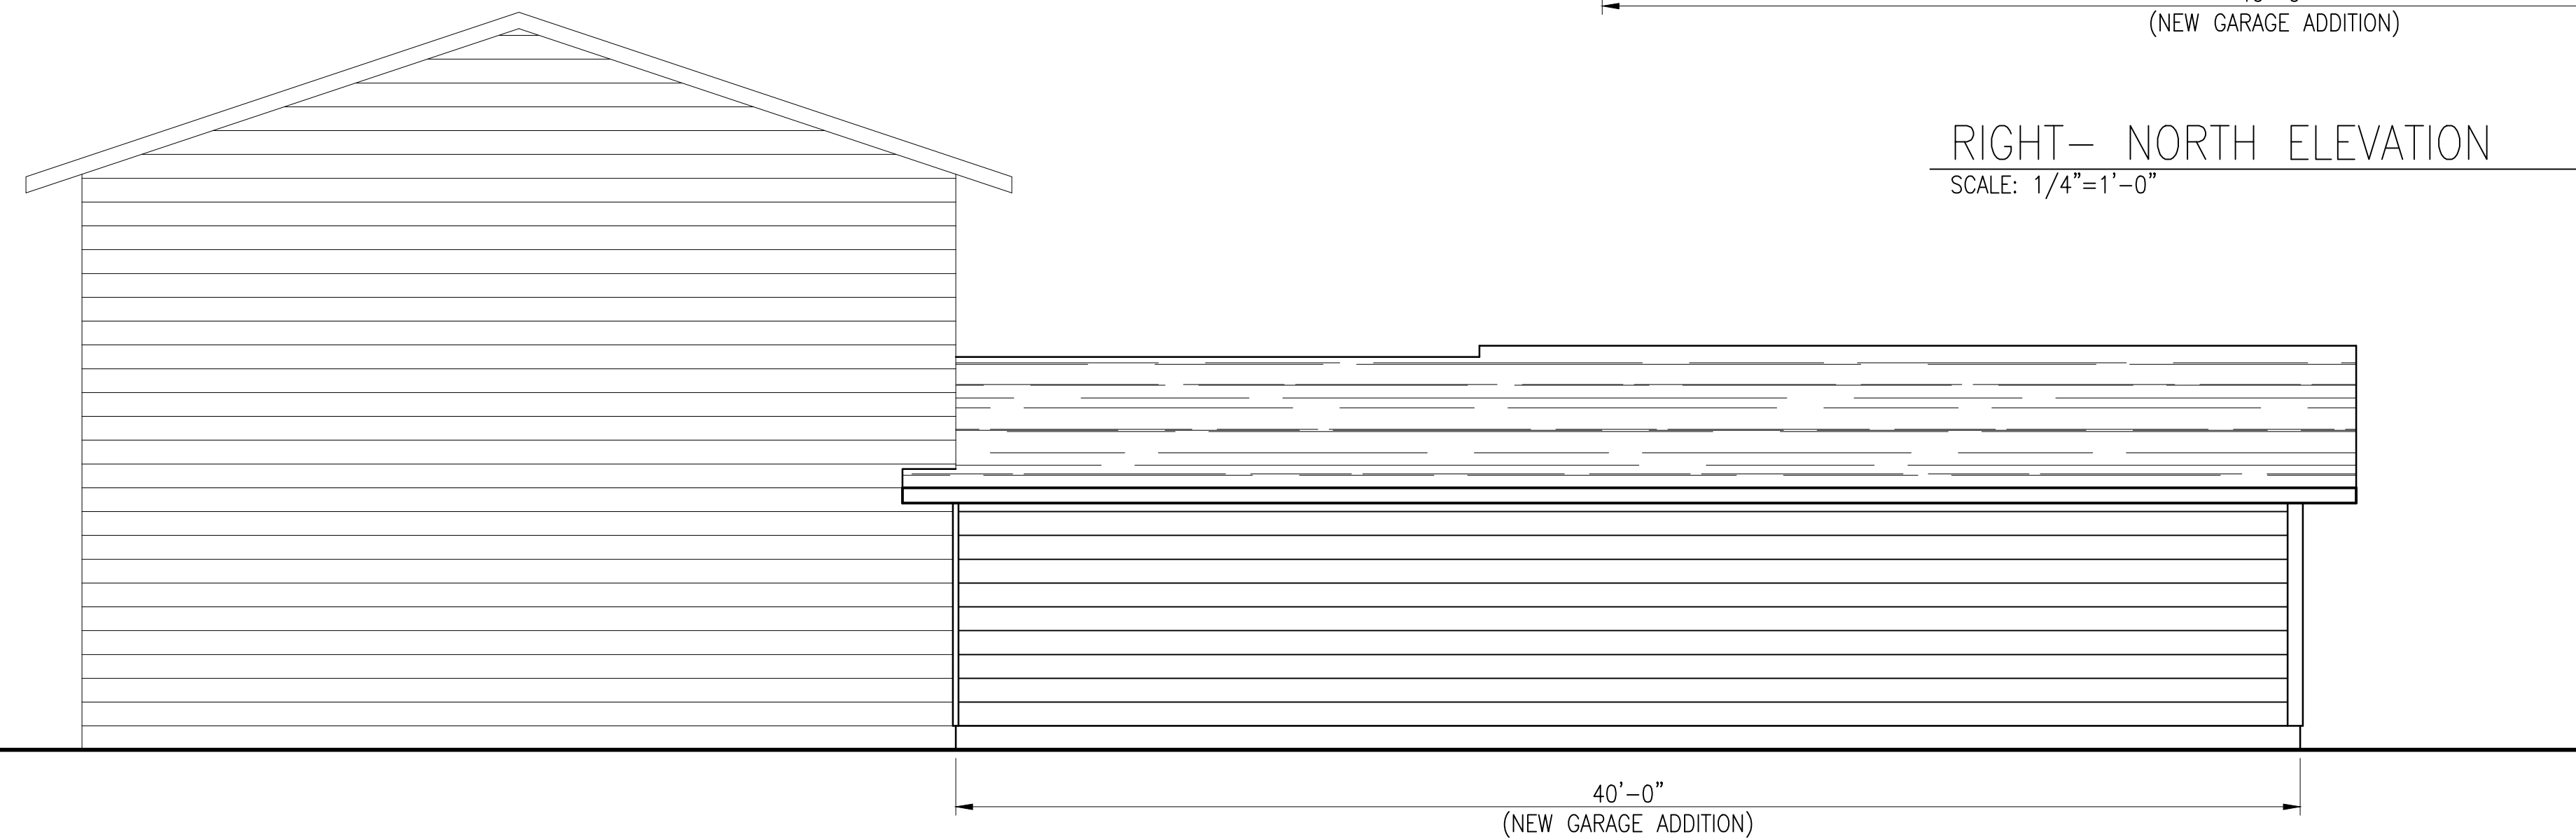 (NEW GARAGE ADDITION)
RIGHT– NORTH ELEVATION
SCALE: 1/4"=1'–0"
40'–0"
(NEW GARAGE ADDITION)